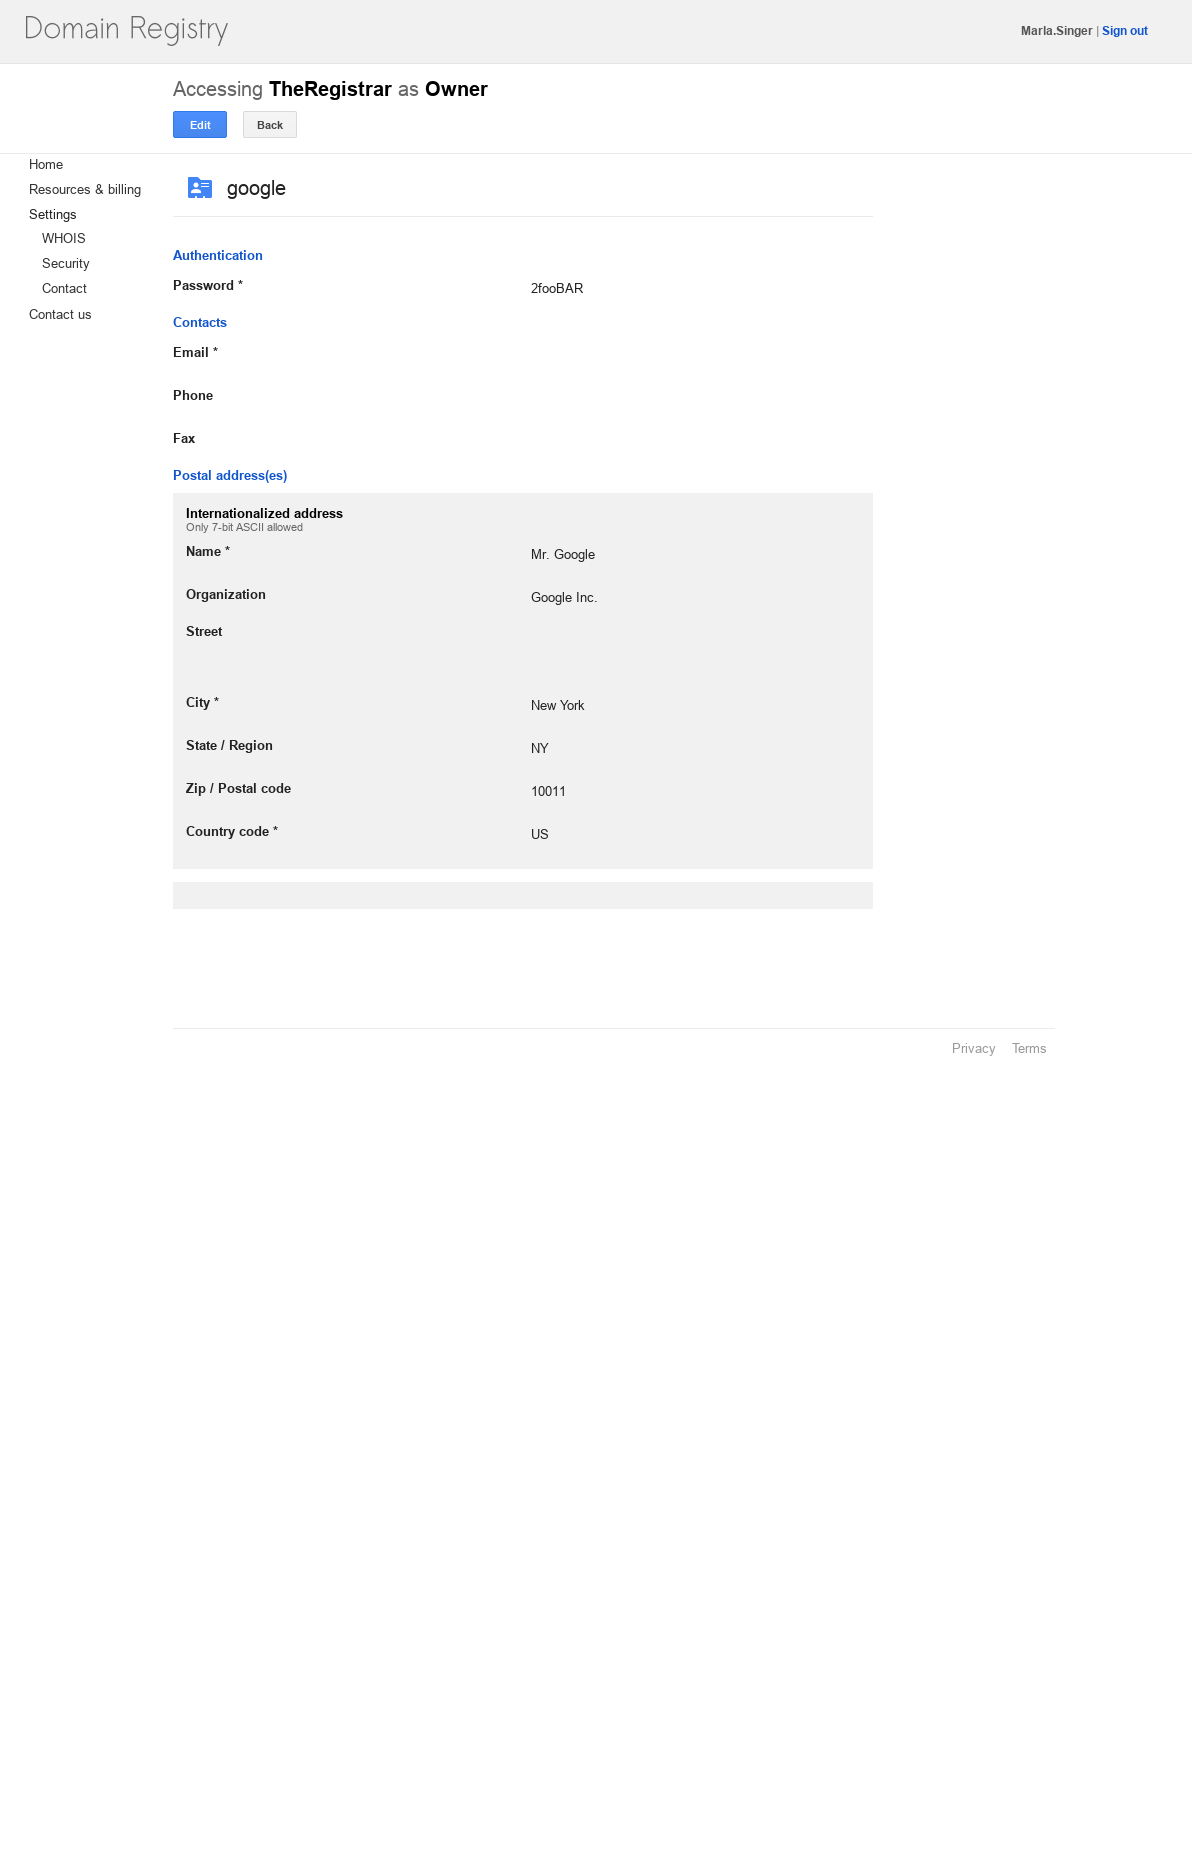 Domain Registry
Marla.Singer | Sign out
Accessing TheRegistrar as Owner
Edit Back
Home
Resources & billing
Settings
WHOIS
Security
Contact
Contact us
google
Authentication
Password * 2fooBAR
Contacts
Email *
Phone
Fax
Postal address(es)
Internationalized address
Only 7-bit ASCII allowed
Name * Mr. Google
Organization Google Inc.
Street
City * New York
State / Region NY
Zip / Postal code 10011
Country code * US
Privacy Terms